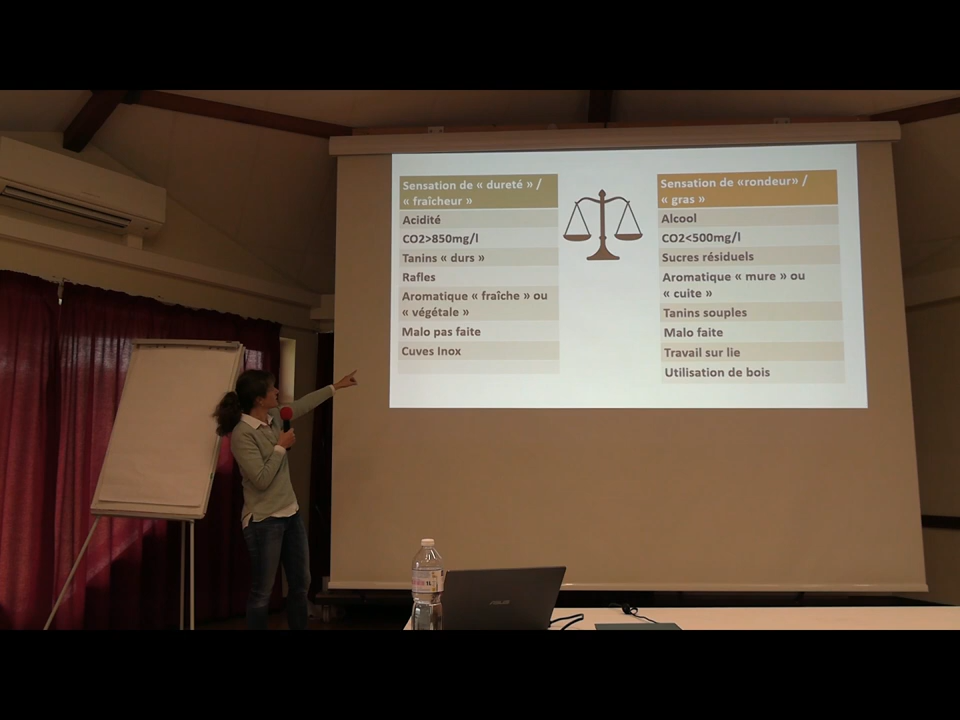 Sensation de « dureté » /
« fraîcheur »
Acidité
CO2>850mg/l
Tanins « durs »
Rafles
Aromatique « fraîche » ou
« végétale »
Malo pas faite
Cuves Inox
Sensation de «rondeur» /
« gras »
Alcool
CO2<500mg/l
Sucres résiduels
Aromatique « mure » ou
« cuite »
Tanins souples
Malo faite
Travail sur lie
Utilisation de bois
ASUS